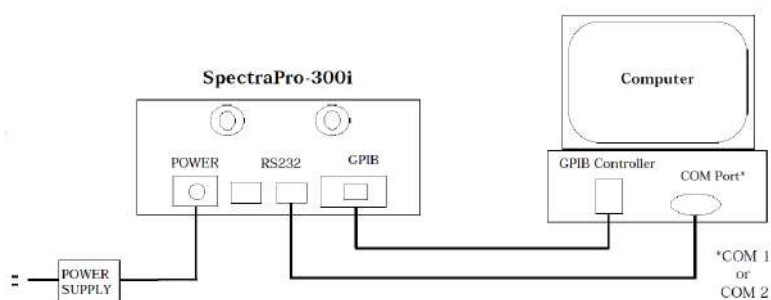 SpectraPro-300i
Computer
POWER
RS232
GPIB
GPIB Controller
COM Port*
POWER
SUPPLY
*COM 1
or
COM 2